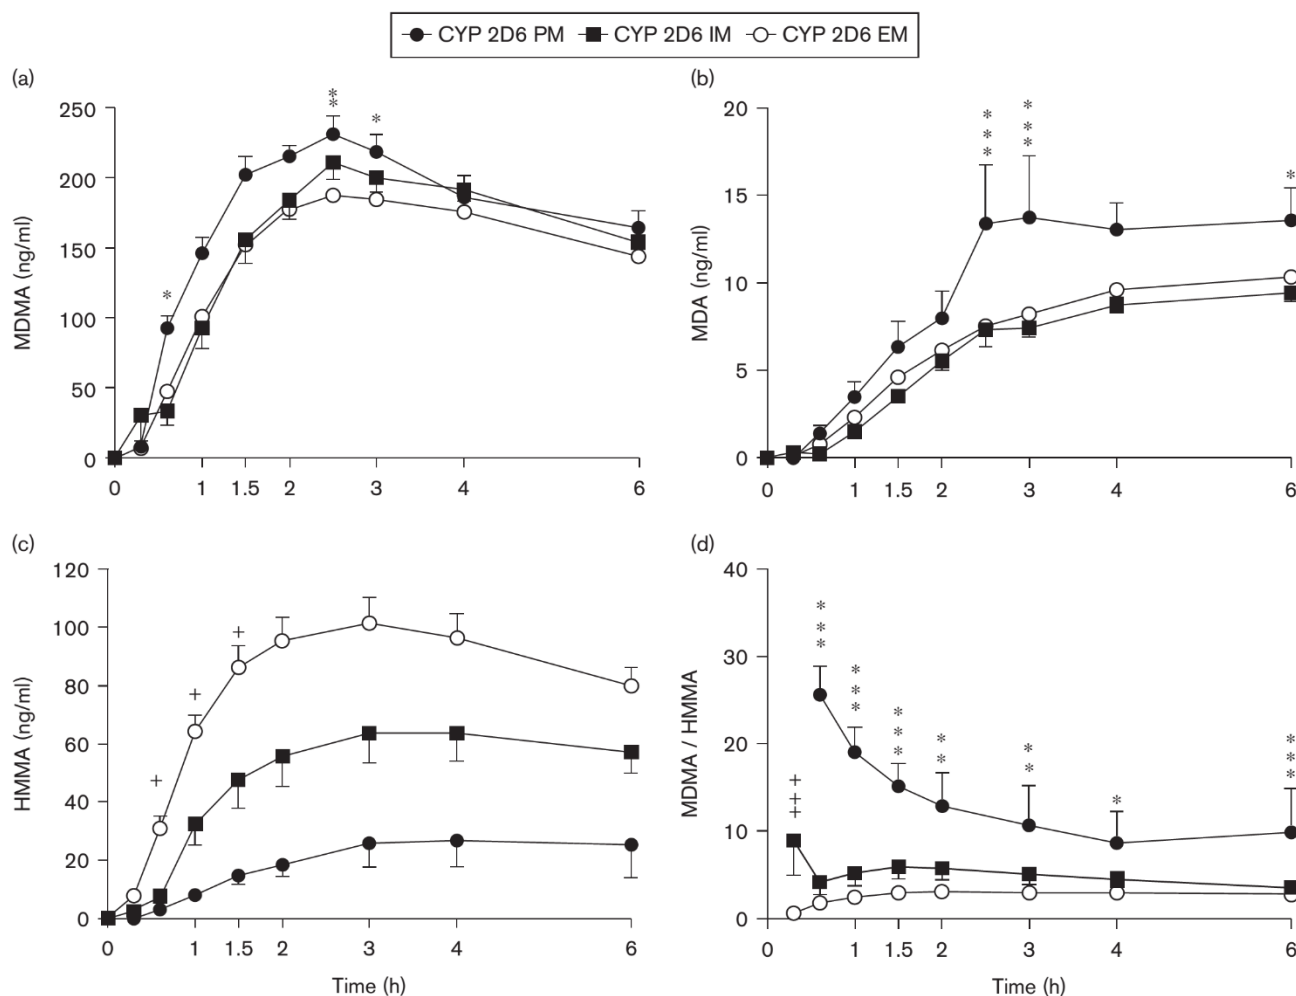 CYP 2D6 PM CYP 2D6 IM CYP 2D6 EM
(a)
MDMA (ng/ml)
250
200
150
100
50
0
0 1 1.5 2 3 4 6
*
**
*
(b)
MDA (ng/ml)
20
15
10
5
0
0 1 1.5 2 3 4 6
***
***
*
(c)
HMMA (ng/ml)
120
100
80
60
40
20
0
0 1 1.5 2 3 4 6
Time (h)
+
+
+
(d)
MDMA / HMMA
40
30
20
10
0
0 1 1.5 2 3 4 6
Time (h)
+++
***
***
***
**
**
*
***